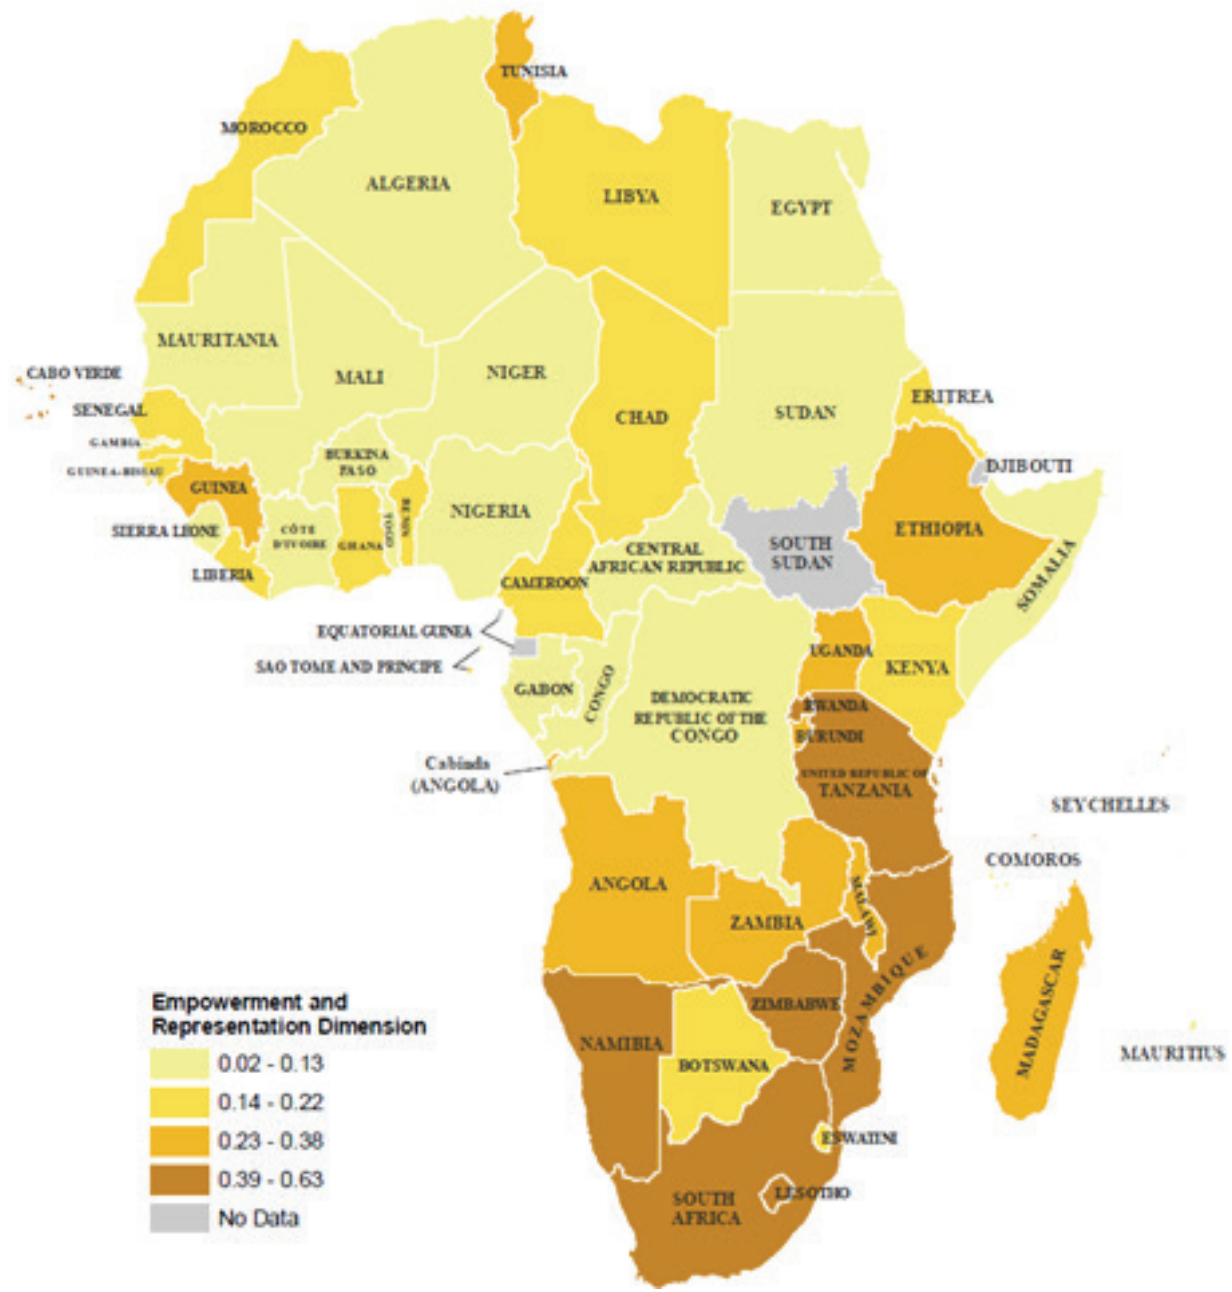 TUNISIA
MOROCCO
ALGERIA
LIBYA
EGYPT
MAURITANIA
MALI
NIGER
CHAD
SUDAN
ERITREA
CABO VERDE
SENEGAL
GAMBIA
GUINEA-BISSAU
GUINEA
BURKINA
FASO
DJIBOUTI
SIERRA LEONE
CÔTE
D'IVOIRE
GHANA
TOGO
BENIN
NIGERIA
ETHIOPIA
SOUTH
SUDAN
CENTRAL
AFRICAN REPUBLIC
LIBERIA
CAMEROON
SOMALIA
EQUATORIAL GUINEA
SAO TOME AND PRINCIPE
UGANDA
KENYA
GABON
CONGO
DEMOCRATIC
REPUBLIC OF THE
CONGO
RWANDA
BURUNDI
Cabinda
(ANGOLA)
UNITED REPUBLIC OF
TANZANIA
SEYCHELLES
COMOROS
ANGOLA
ZAMBIA
MALAWI
MOZAMBIQUE
MADAGASCAR
ZIMBABWE
NAMIBIA
BOTSWANA
MAURITIUS
ESWATINI
LESOTHO
SOUTH
AFRICA
Empowerment and
Representation Dimension
0.02 - 0.13
0.14 - 0.22
0.23 - 0.38
0.39 - 0.63
No Data